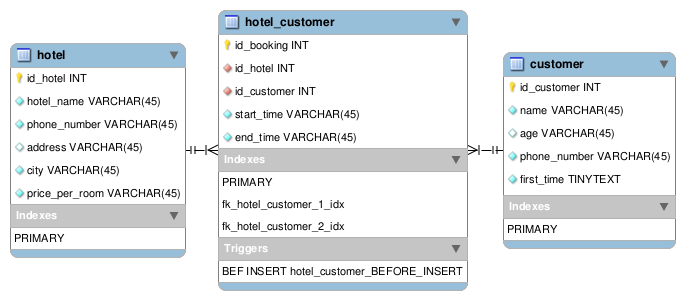 hotel
id_hotel INT
hotel_name VARCHAR(45)
phone_number VARCHAR(45)
address VARCHAR(45)
city VARCHAR(45)
price_per_room VARCHAR(45)
Indexes
PRIMARY
hotel_customer
id_booking INT
id_hotel INT
id_customer INT
start_time VARCHAR(45)
end_time VARCHAR(45)
Indexes
PRIMARY
fk_hotel_customer_1_idx
fk_hotel_customer_2_idx
Triggers
BEF INSERT hotel_customer_BEFORE_INSERT
customer
id_customer INT
name VARCHAR(45)
age VARCHAR(45)
phone_number VARCHAR(45)
first_time TINYTEXT
Indexes
PRIMARY